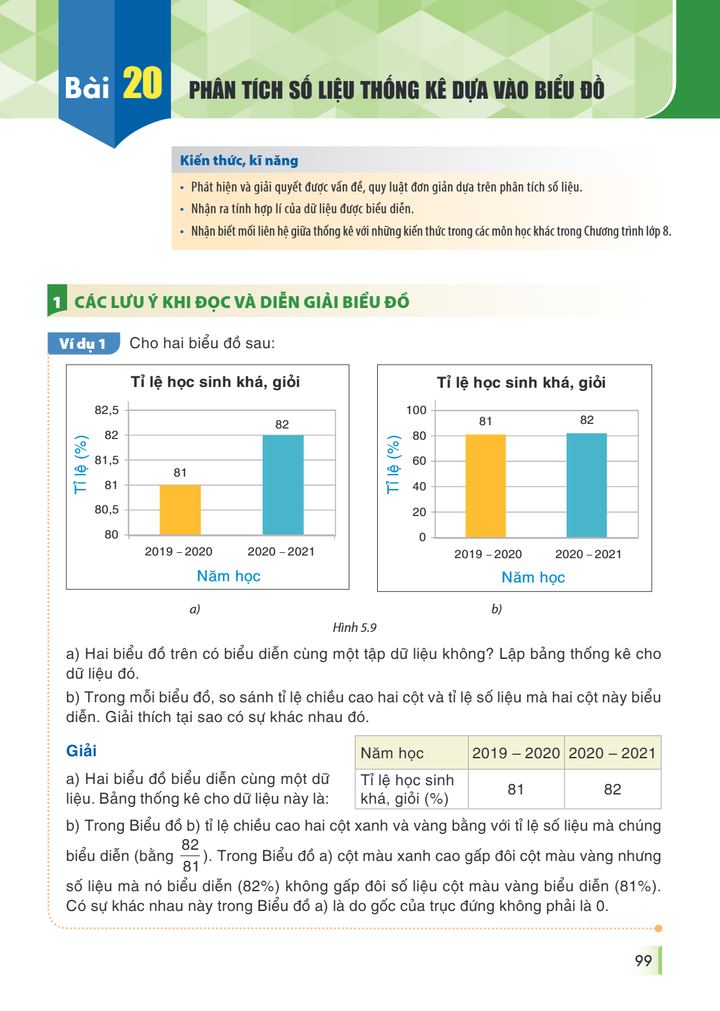 Bài 20 PHÂN TÍCH SỐ LIỆU THỐNG KÊ DỰA VÀO BIỂU ĐỒ
Kiến thức, kĩ năng
• Phát hiện và giải quyết được vấn đề, quy luật đơn giản dựa trên phân tích số liệu.
• Nhận ra tính hợp lí của dữ liệu được biểu diễn.
• Nhận biết mối liên hệ giữa thống kê với những kiến thức trong các môn học khác trong Chương trình lớp 8.
1 CÁC LƯU Ý KHI ĐỌC VÀ DIỄN GIẢI BIỂU ĐỒ
Ví dụ 1 Cho hai biểu đồ sau:
Tỉ lệ học sinh khá, giỏi
Tỉ lệ (%)
82,5
82
81,5
81
80,5
80
81
82
2019 – 2020 2020 – 2021
Năm học
a)
Tỉ lệ học sinh khá, giỏi
Tỉ lệ (%)
100
80
60
40
20
0
81
82
2019 – 2020 2020 – 2021
Năm học
b)
Hình 5.9
a) Hai biểu đồ trên có biểu diễn cùng một tập dữ liệu không? Lập bảng thống kê cho
dữ liệu đó.
b) Trong mỗi biểu đồ, so sánh tỉ lệ chiều cao hai cột và tỉ lệ số liệu mà hai cột này biểu
diễn. Giải thích tại sao có sự khác nhau đó.
Giải
a) Hai biểu đồ biểu diễn cùng một dữ
liệu. Bảng thống kê cho dữ liệu này là:
Năm học 2019 – 2020 2020 – 2021
Tỉ lệ học sinh
khá, giỏi (%) 81 82
b) Trong Biểu đồ b) tỉ lệ chiều cao hai cột xanh và vàng bằng với tỉ lệ số liệu mà chúng
biểu diễn (bằng 82/81). Trong Biểu đồ a) cột màu xanh cao gấp đôi cột màu vàng nhưng
số liệu mà nó biểu diễn (82%) không gấp đôi số liệu cột màu vàng biểu diễn (81%).
Có sự khác nhau này trong Biểu đồ a) là do gốc của trục đứng không phải là 0.
99